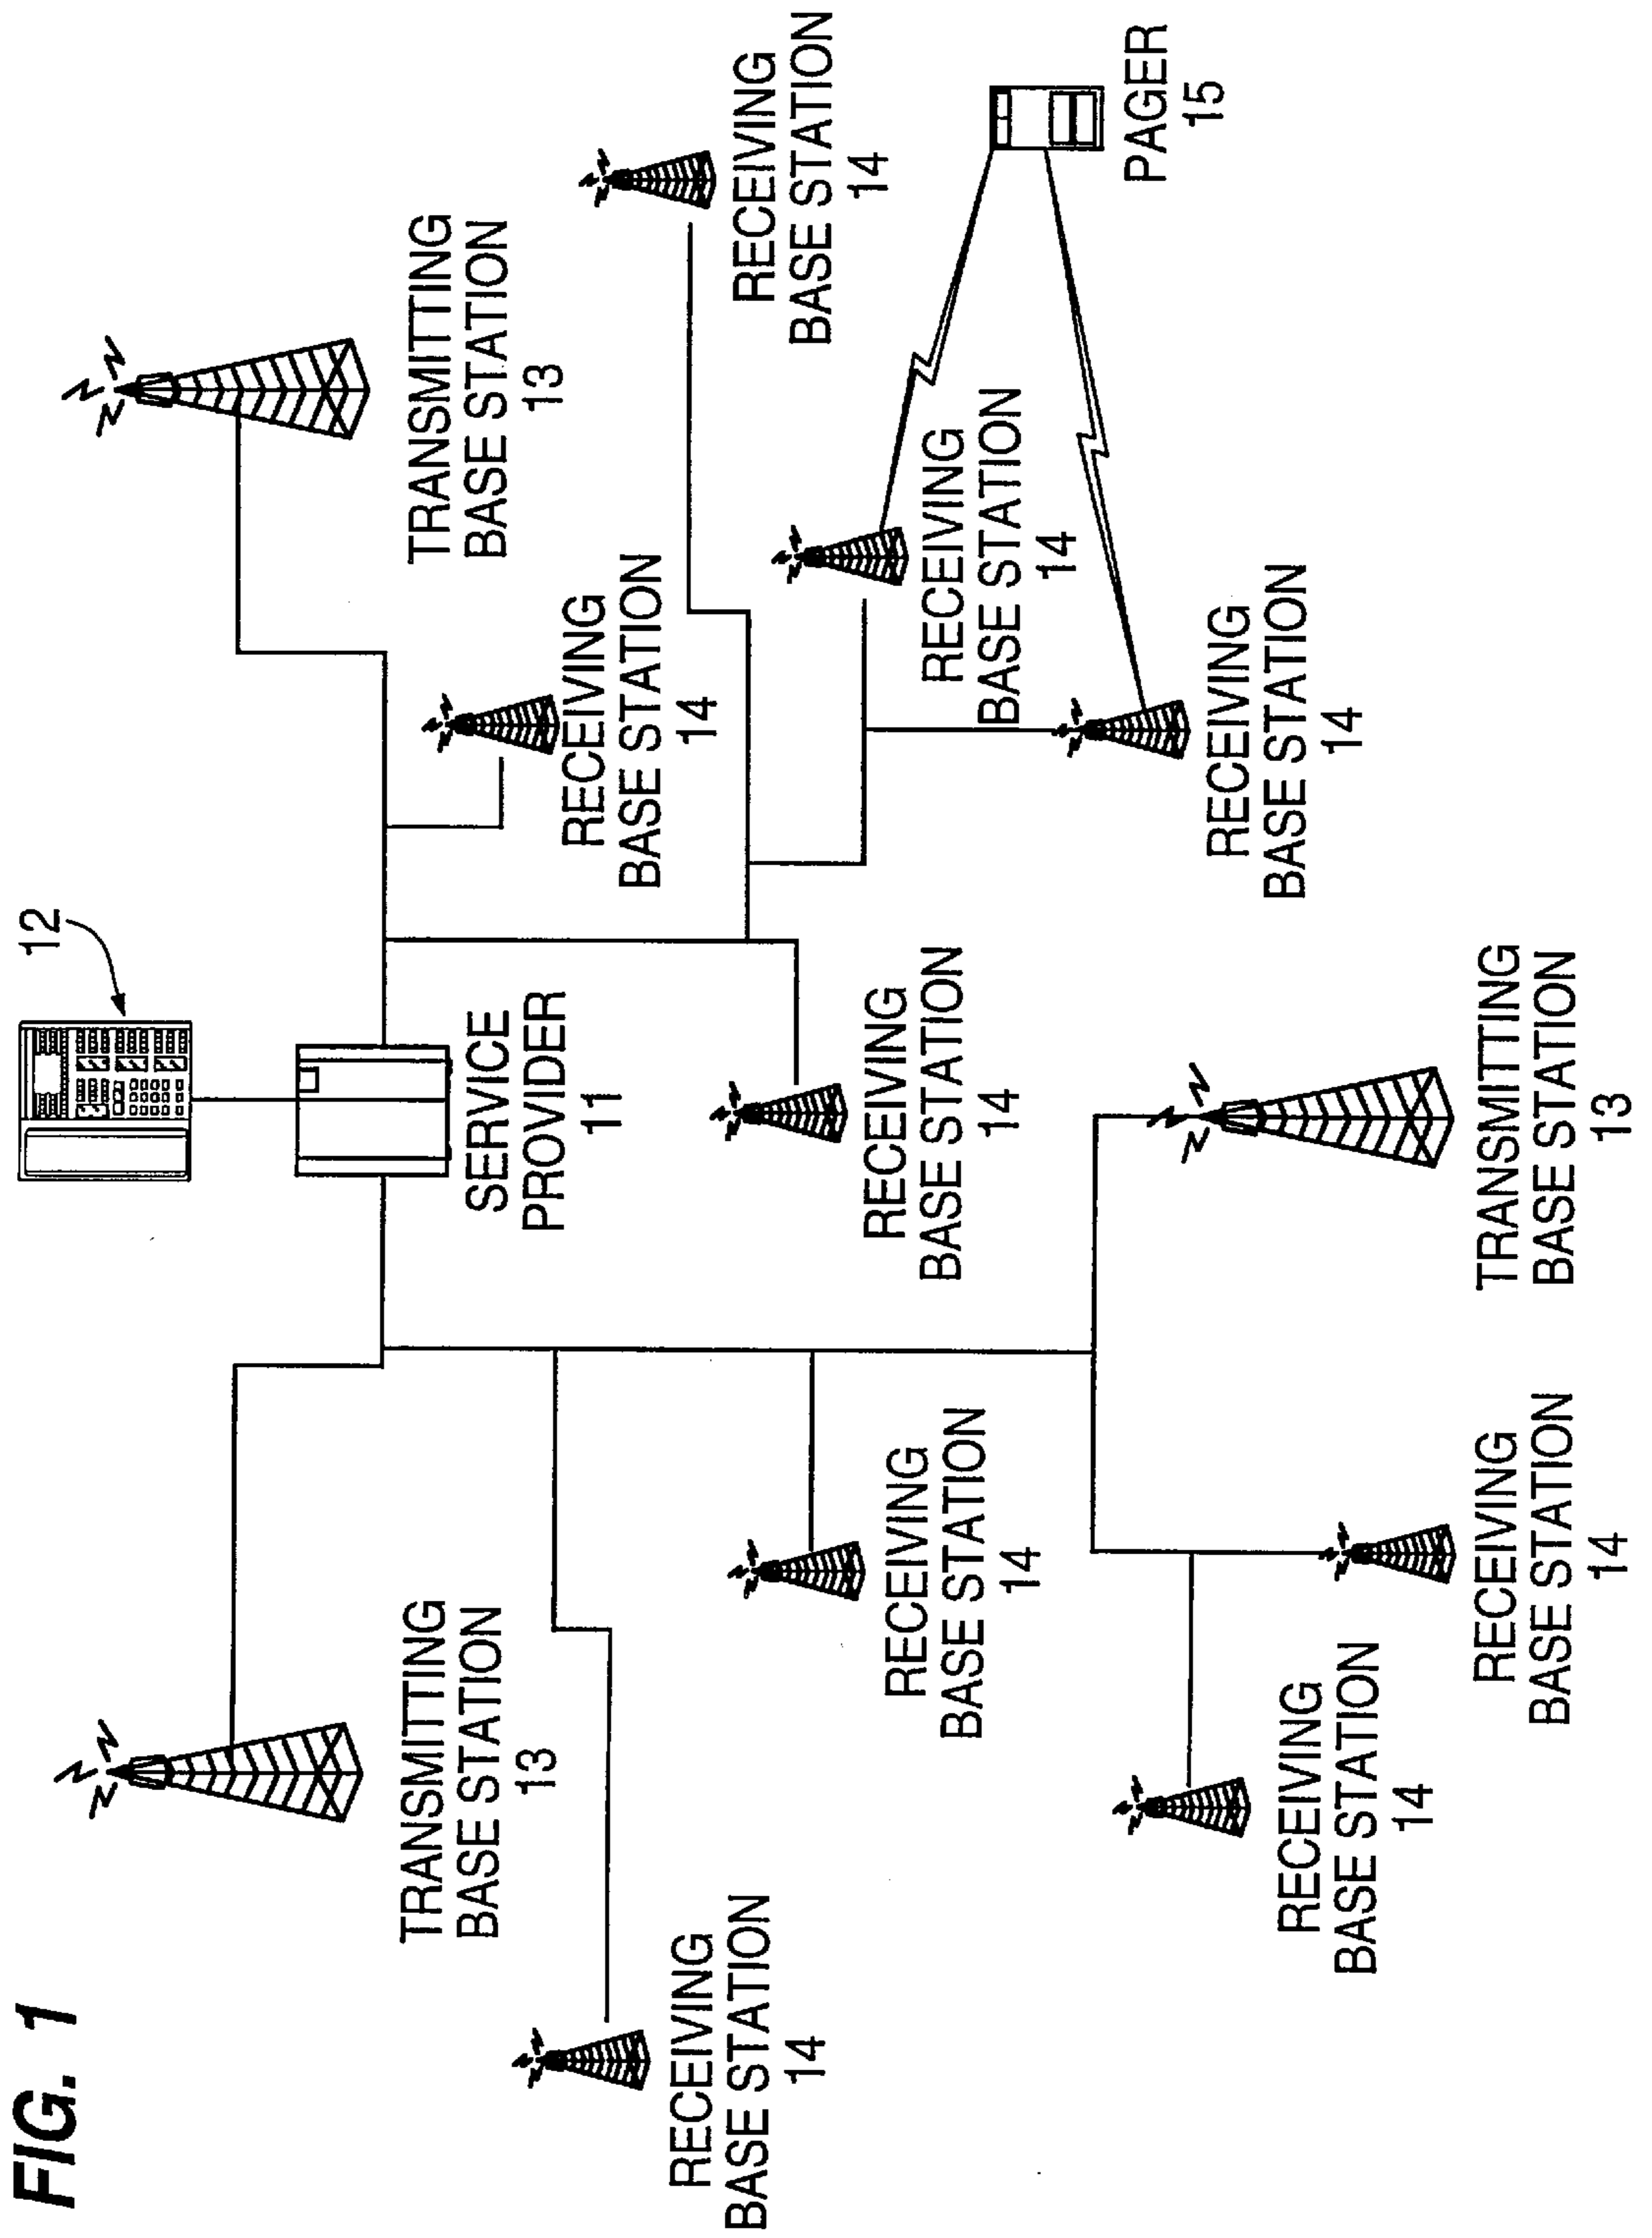 FIG. 1
12
TRANSMITTING
BASE STATION
13
TRANSMITTING
BASE STATION
13
SERVICE
PROVIDER
11
RECEIVING
BASE STATION
14
RECEIVING
BASE STATION
14
RECEIVING
BASE STATION
14
RECEIVING
BASE STATION
14
RECEIVING
BASE STATION
14
RECEIVING
BASE STATION
14
PAGER
15
RECEIVING
BASE STATION
14
RECEIVING
BASE STATION
14
RECEIVING
BASE STATION
14
TRANSMITTING
BASE STATION
13